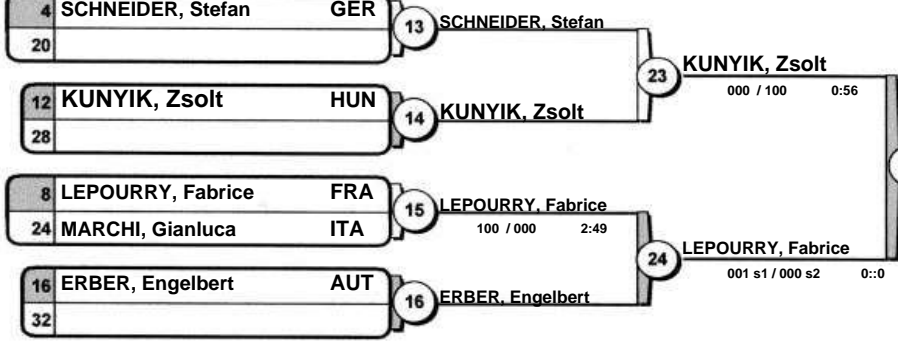 4 SCHNEIDER, Stefan GER
20
13
SCHNEIDER, Stefan
23
KUNYIK, Zsolt
000 / 100 0:56
12 KUNYIK, Zsolt HUN
28
14
KUNYIK, Zsolt
8 LEPOURRY, Fabrice FRA
24 MARCHI, Gianluca ITA
15
LEPOURRY, Fabrice
100 / 000 2:49
24
LEPOURRY, Fabrice
001 s1 / 000 s2 0::0
16 ERBER, Engelbert AUT
32
16
ERBER, Engelbert